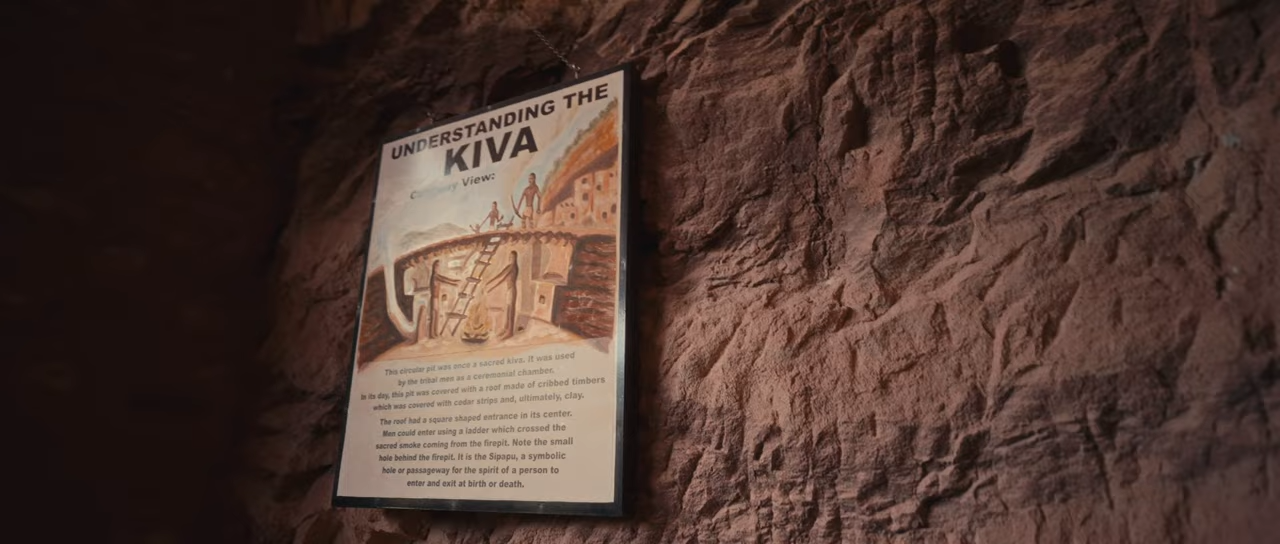 UNDERSTANDING THE
KIVA
View:
This circular pit was once a sacred kiva. It was used
by the tribal men as a ceremonial chamber.
In its day, this pit was covered with a roof made of cribbed timbers
which was covered with cedar strips and, ultimately, clay.
The roof had a square shaped entrance in its center.
Men could enter using a ladder which crossed the
sacred smoke coming from the firepit. Note the small
hole behind the firepit. It is the Sipapu, a symbolic
hole or passageway for the spirit of a person to
enter and exit at birth or death.